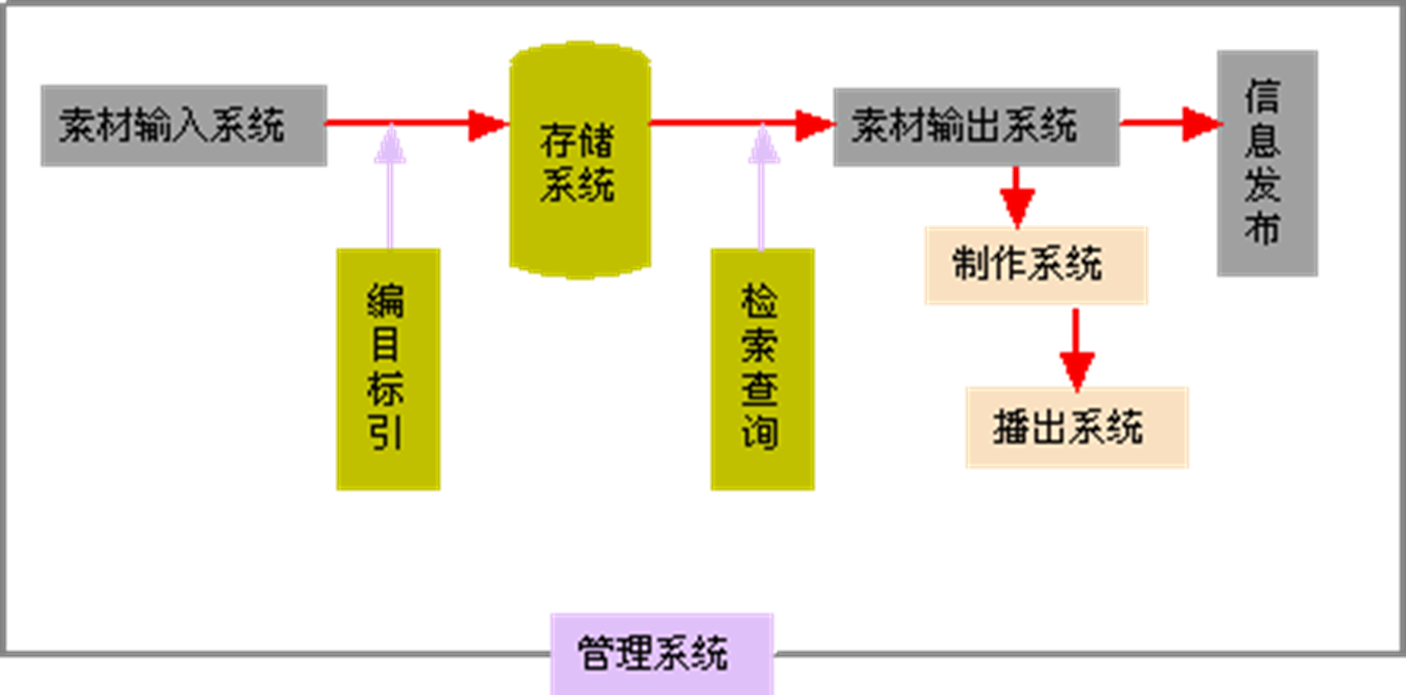 素材输入系统
存储
系统
素材输出系统
信息发布
制作系统
编目标引
检索查询
播出系统
管理系统